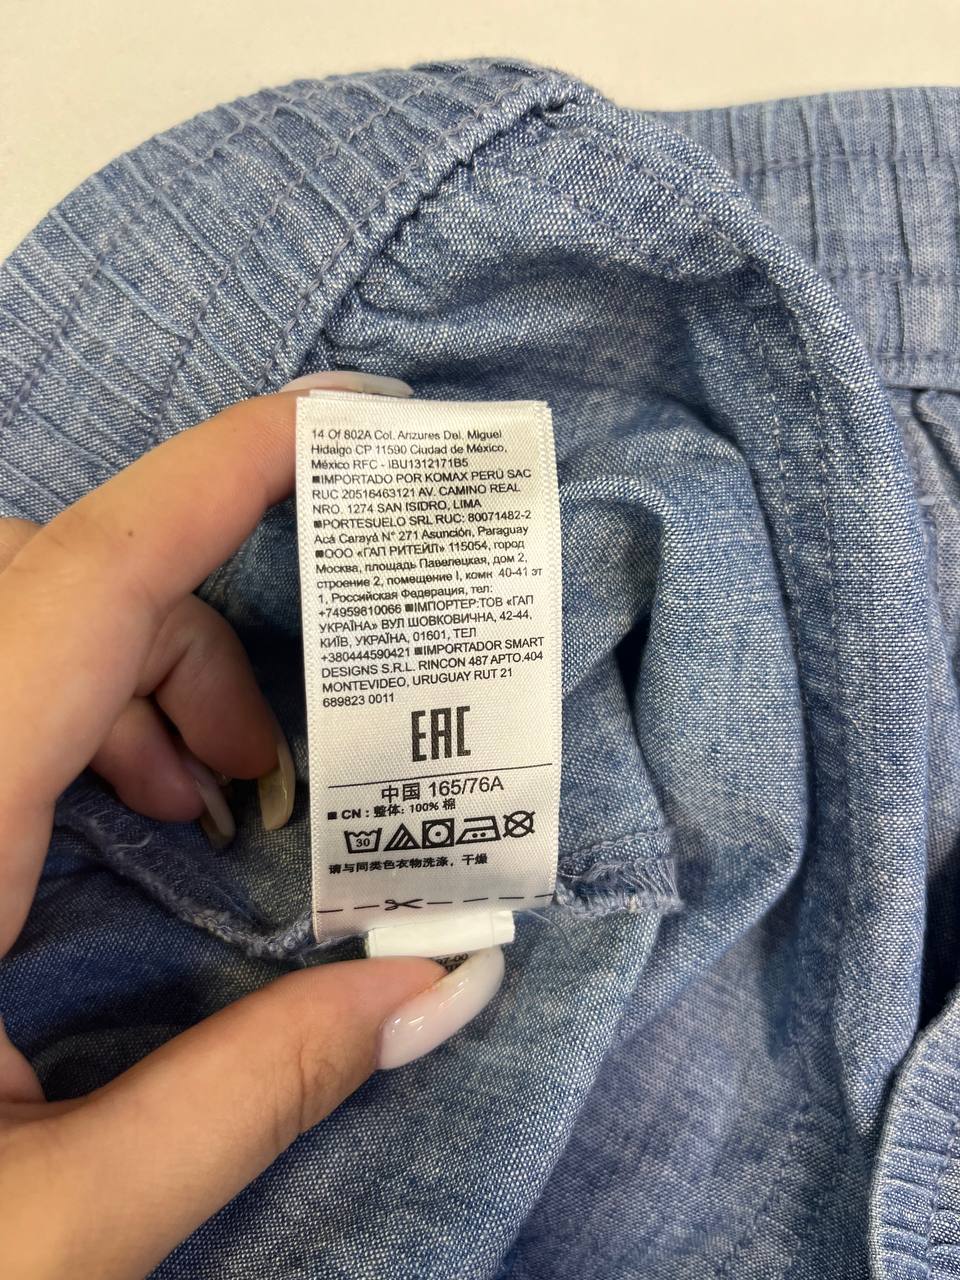 14 Of 802A Col. Anzures Del. Miguel
Hidalgo CP 11590 Ciudad de México,
México RFC - IBU1312171B5
■IMPORTADO POR KOMAX PERÚ SAC
RUC 20516463121 AV. CAMINO REAL
NRO. 1274 SAN ISIDRO, LIMA
■PORTESUELO SRL RUC: 80071482-2
Acá Carayá N° 271 Asunción, Paraguay
■ООО «ГАП РИТЕЙЛ» 115054, город
Москва, площадь Павелецкая, дом 2,
строение 2, помещение I, комн 40-41 эт
1, Российская Федерация, тел:
+74959810066 ■ІМПОРТЕР:ТОВ «ГАП
УКРАЇНА» ВУЛ ШОВКОВИЧНА, 42-44,
КИЇВ, УКРАЇНА, 01601, ТЕЛ
+380444590421 ■IMPORTADOR SMART
DESIGNS S.R.L. RINCON 487 APTO.404
MONTEVIDEO, URUGUAY RUT 21
689823 0011
EAC
中国 165/76A
■ CN : 整体: 100% 棉
30
请与同类色衣物洗涤，干燥